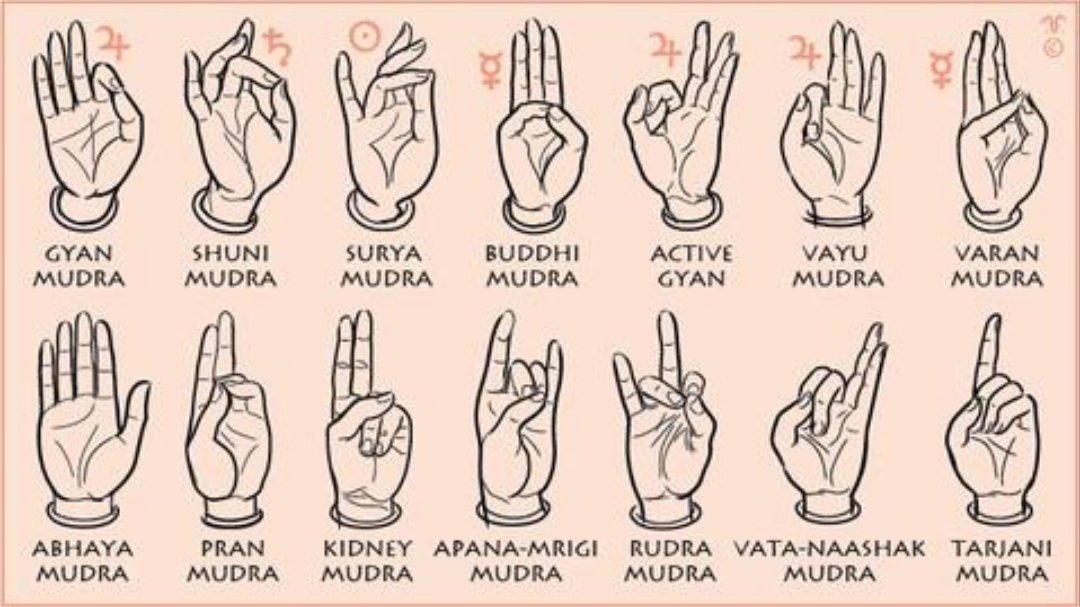 GYAN
MUDRA
SHUNI
MUDRA
SURYA
MUDRA
BUDDHI
MUDRA
ACTIVE
GYAN
VAYU
MUDRA
VARAN
MUDRA
ABHAYA
MUDRA
PRAN
MUDRA
KIDNEY
MUDRA
APANA-MRIGI
MUDRA
RUDRA
MUDRA
VATA-NAASHAK
MUDRA
TARJANI
MUDRA